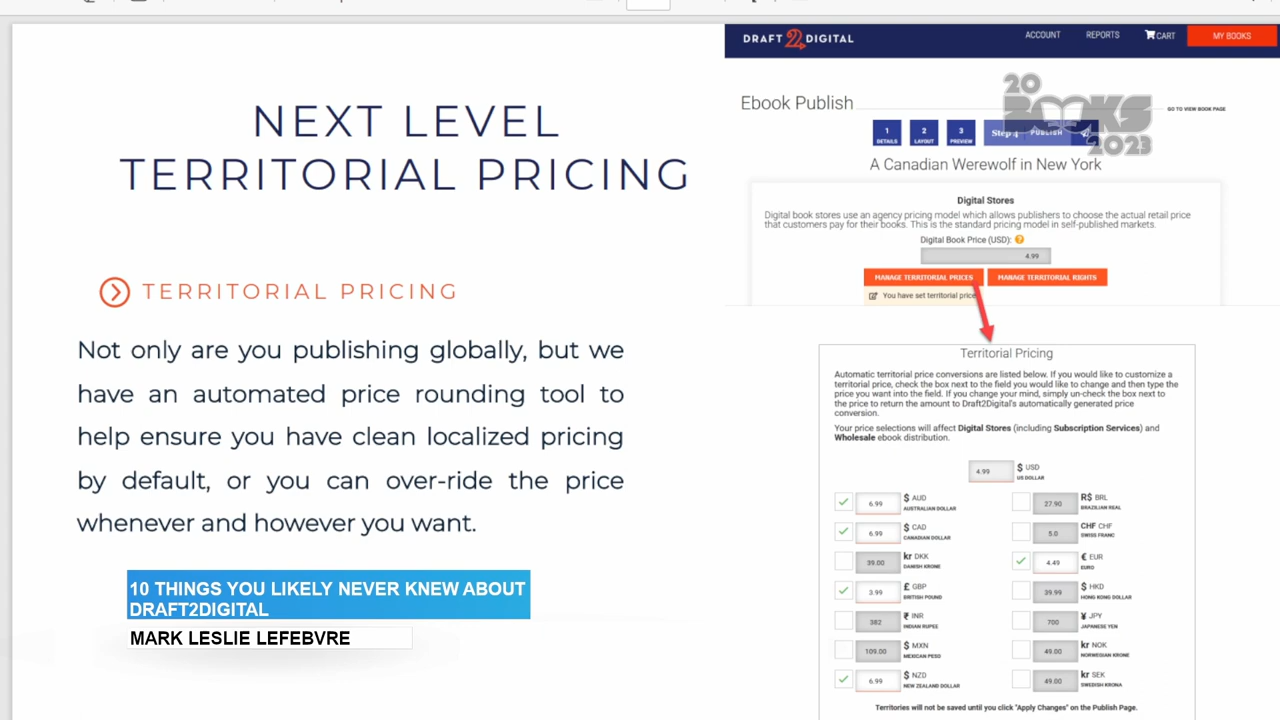 NEXT LEVEL
TERRITORIAL PRICING
TERRITORIAL PRICING
Not only are you publishing globally, but we
have an automated price rounding tool to
help ensure you have clean localized pricing
by default, or you can over-ride the price
whenever and however you want.
10 THINGS YOU LIKELY NEVER KNEW ABOUT
DRAFT2DIGITAL
MARK LESLIE LEFEBVRE
DRAFT2DIGITAL
ACCOUNT REPORTS CART MY BOOKS
20
BOOKS
2023
Ebook Publish
GO TO VIEW BOOK PAGE
1 DETAILS
2 LAYOUT
3 PREVIEW
Step 4 PUBLISH
A Canadian Werewolf in New York
Digital Stores
Digital book stores use an agency pricing model which allows publishers to choose the actual retail price
that customers pay for their books. This is the standard pricing model in self-published markets.
Digital Book Price (USD): ?
4.99
MANAGE TERRITORIAL PRICES MANAGE TERRITORIAL RIGHTS
You have set territorial price
Territorial Pricing
Automatic territorial price conversions are listed below. If you would like to customize a
territorial price, check the box next to the field you would like to change and then type the
price you want into the field. If you change your mind, simply un-check the box next to
the price to return the amount to Draft2Digital's automatically generated price
conversion.
Your price selections will affect Digital Stores (including Subscription Services) and
Wholesale ebook distribution.
4.99 $ USD
US DOLLAR
6.99 $ AUD
AUSTRALIAN DOLLAR
27.90 R$ BRL
BRAZILIAN REAL
6.99 $ CAD
CANADIAN DOLLAR
5.0 CHF CHF
SWISS FRANC
39.00 kr DKK
DANISH KRONE
4.49 € EUR
EURO
3.99 £ GBP
BRITISH POUND
39.99 $ HKD
HONG KONG DOLLAR
382 ₹ INR
INDIAN RUPEE
700 ¥ JPY
JAPANESE YEN
109.00 $ MXN
MEXICAN PESO
49.00 kr NOK
NORWEGIAN KRONE
6.99 $ NZD
NEW ZEALAND DOLLAR
49.00 kr SEK
SWEDISH KRONA
Territories will not be saved until you click "Apply Changes" on the Publish Page.